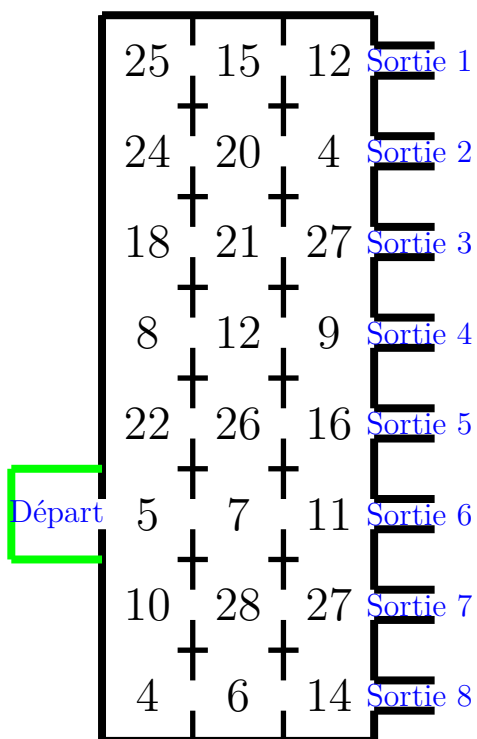 25 15 12 Sortie 1
24 20 4 Sortie 2
18 21 27 Sortie 3
8 12 9 Sortie 4
22 26 16 Sortie 5
Départ 5 7 11 Sortie 6
10 28 27 Sortie 7
4 6 14 Sortie 8